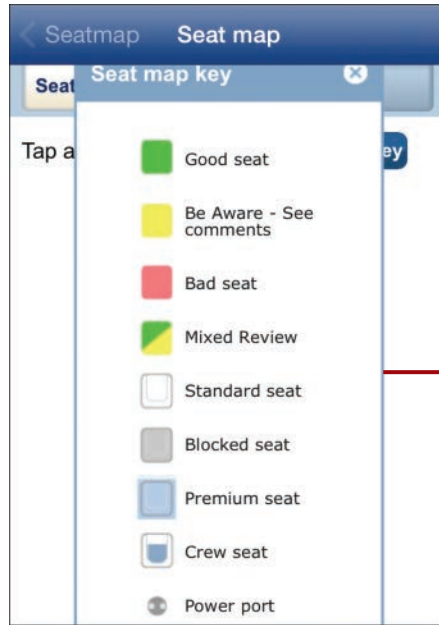 Seatmap Seat map
Seat map key
Seat
Tap a
ey
Good seat
Be Aware - See
comments
Bad seat
Mixed Review
Standard seat
Blocked seat
Premium seat
Crew seat
Power port